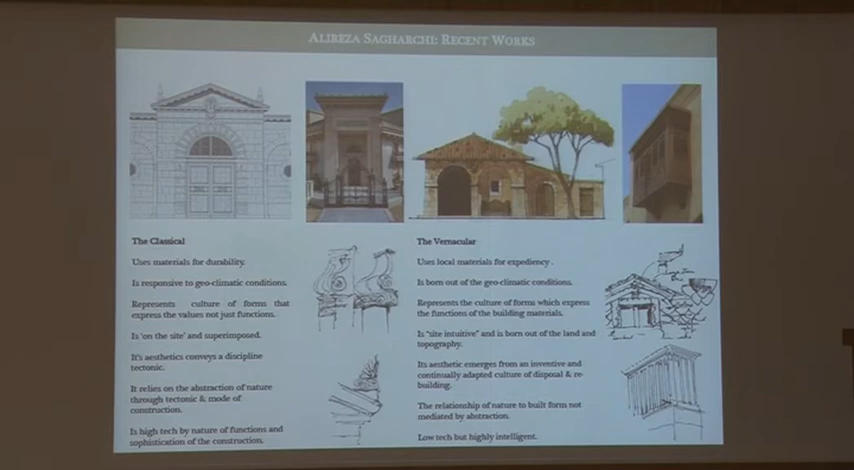 ALIREZA SAGHARCHI: RECENT WORKS
The Classical
Uses materials for durability.
Is responsive to geo-climatic conditions.
Represents culture of forms that
express the values not just functions.
Is 'on the site' and superimposed.
It's aesthetics conveys a discipline
tectonic.
It relies on the abstraction of nature
through tectonic & mode of
construction.
Is high tech by nature of functions and
sophistication of the construction.
The Vernacular
Uses local materials for expediency .
Is born out of the geo-climatic conditions.
Represents the culture of forms which express
the functions of the building materials.
Is "site intuitive" and is born out of the land and
topography.
Its aesthetic emerges from an inventive and
continually adapted culture of disposal & re-
building.
The relationship of nature to built form not
mediated by abstraction.
Low tech but highly intelligent.